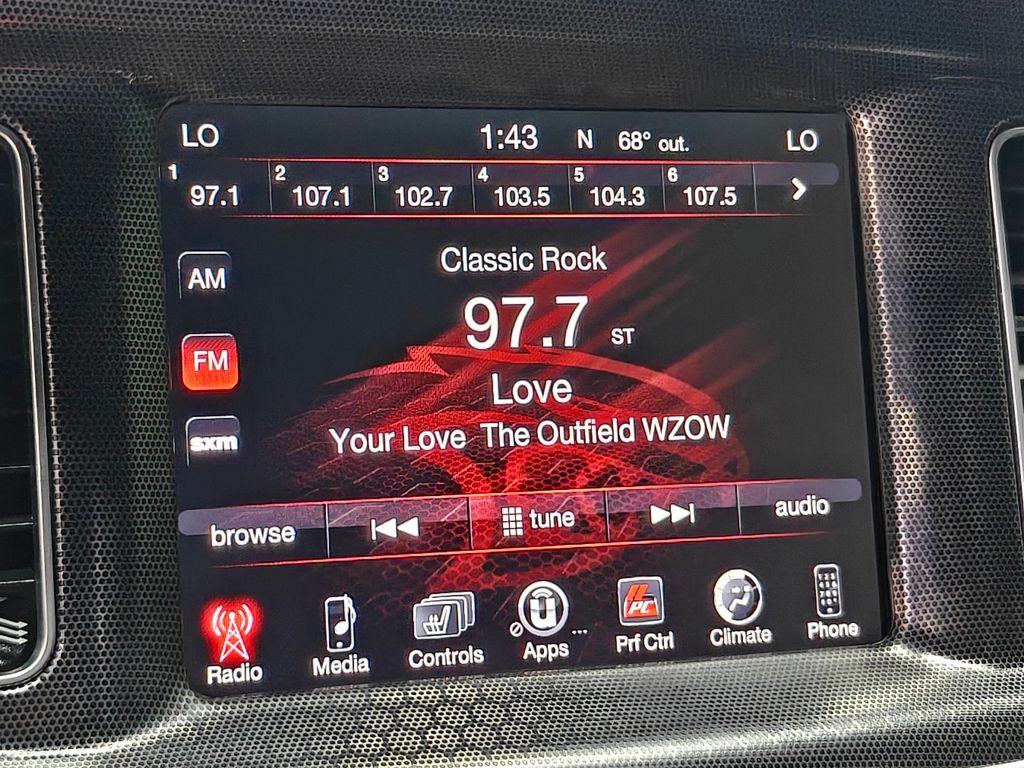 LO 1:43 N 68° out. LO
1 97.1 2 107.1 3 102.7 4 103.5 5 104.3 6 107.5
Classic Rock
AM
97.7 ST
FM
Love
sxm
Your Love The Outfield WZOW
browse tune audio
PC
Radio Media Controls Apps ... Prf Ctrl Climate Phone